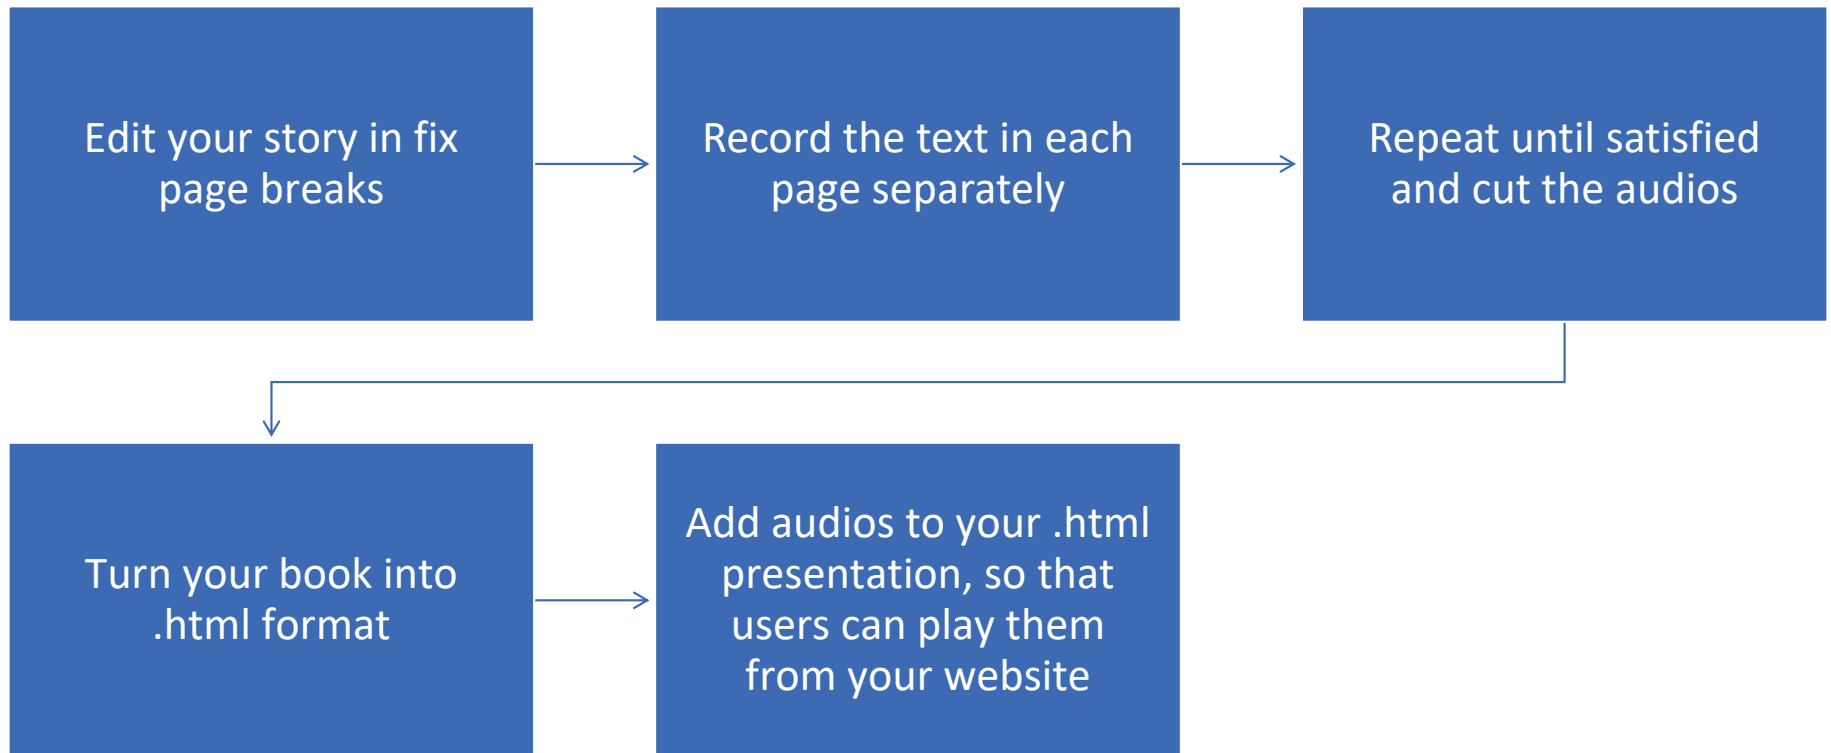 Edit your story in fix
page breaks
Record the text in each
page separately
Repeat until satisfied
and cut the audios
Turn your book into
.html format
Add audios to your .html
presentation, so that
users can play them
from your website